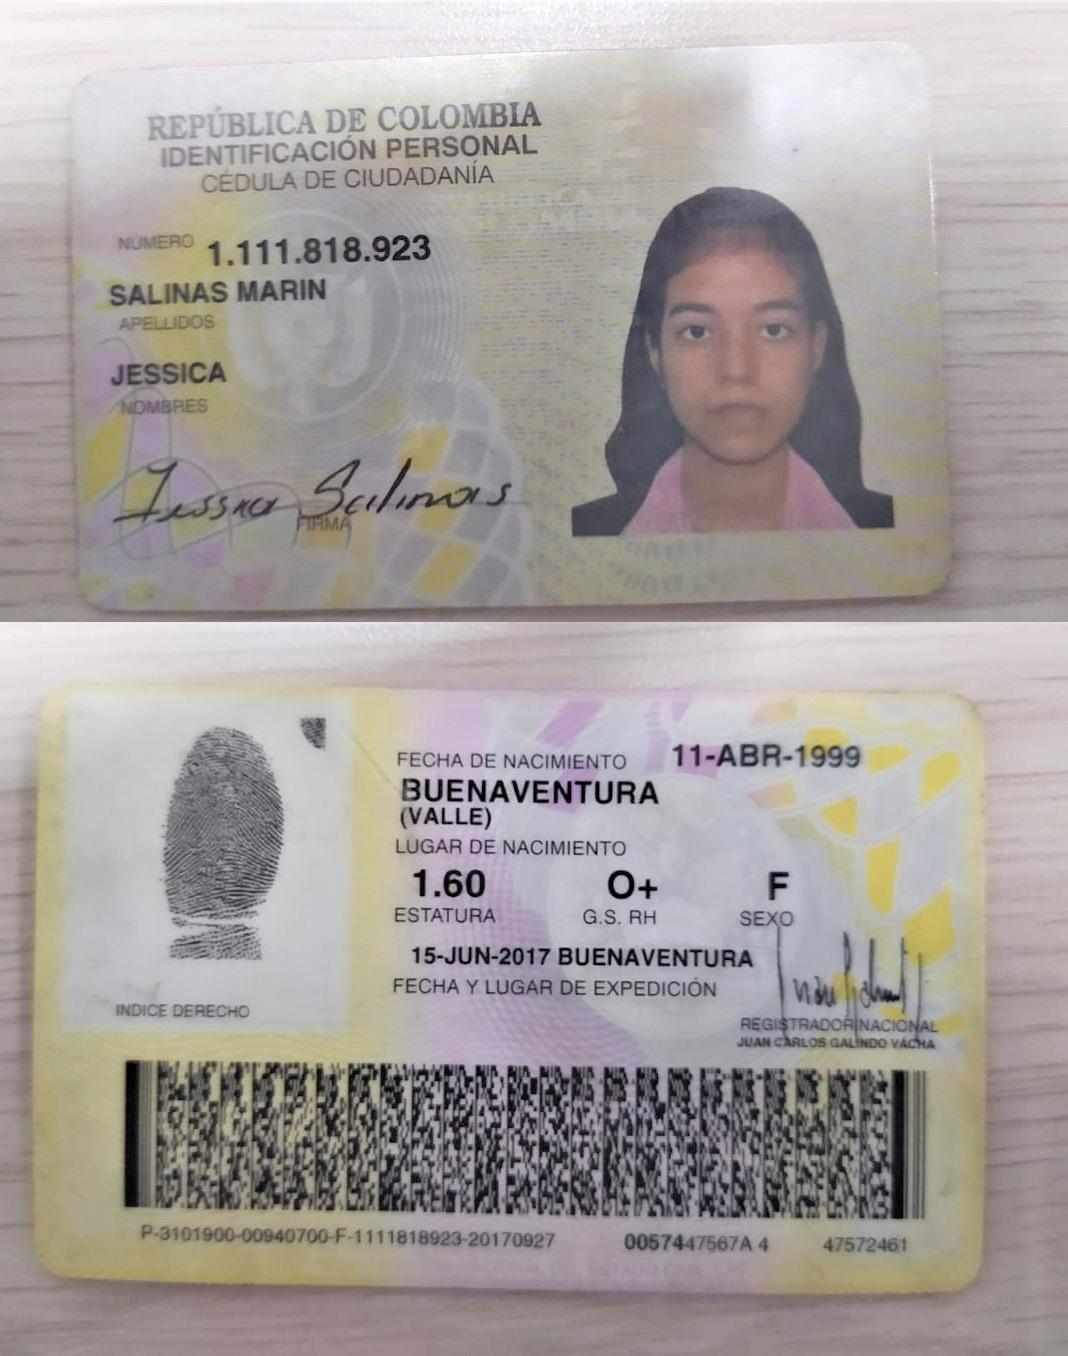 REPÚBLICA DE COLOMBIA
IDENTIFICACIÓN PERSONAL
CÉDULA DE CIUDADANÍA
NÚMERO 1.111.818.923
SALINAS MARIN
APELLIDOS
JESSICA
NOMBRES
Jessica Salinas
FIRMA
FECHA DE NACIMIENTO 11-ABR-1999
BUENAVENTURA
(VALLE)
LUGAR DE NACIMIENTO
1.60 O+ F
ESTATURA G.S. RH SEXO
15-JUN-2017 BUENAVENTURA
FECHA Y LUGAR DE EXPEDICIÓN
INDICE DERECHO
REGISTRADOR NACIONAL
JUAN CARLOS GALINDO VÁCHA
P-3101900-00940700-F-1111818923-20170927 0057447567A 4 47572461